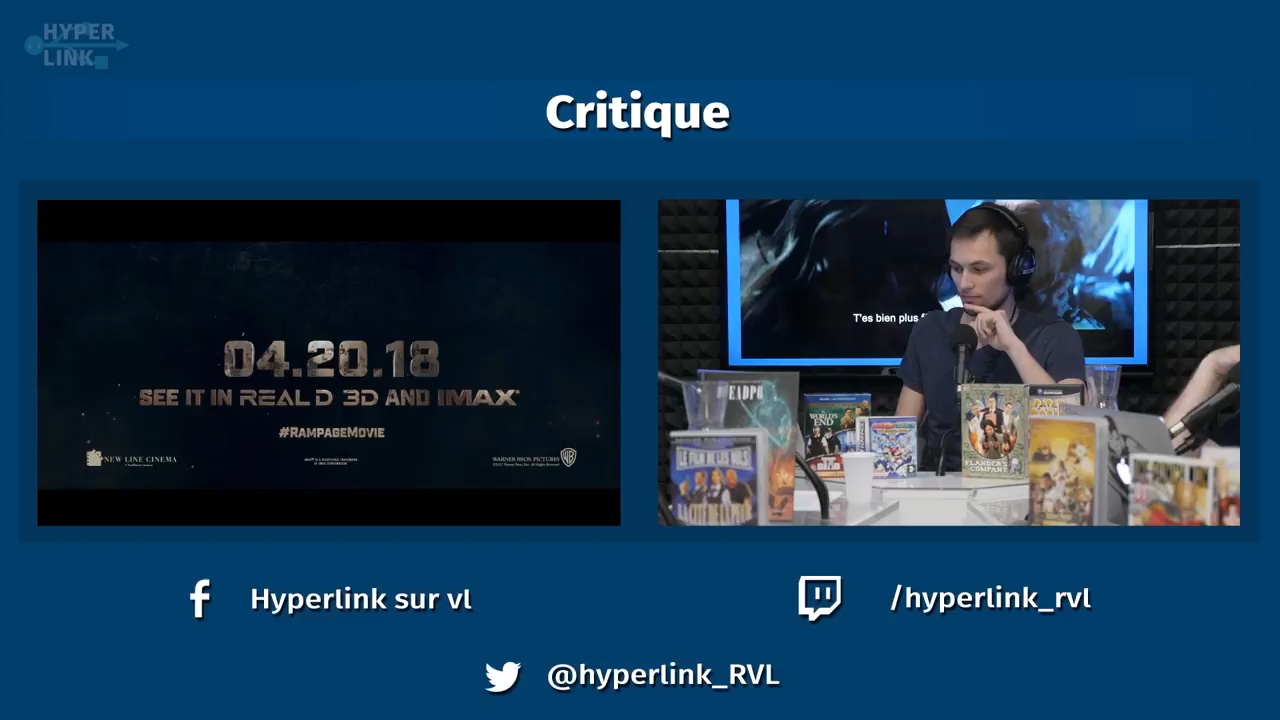 HYPER
LINK
Critique
04.20.18
SEE IT IN REAL D 3D AND IMAX
#RAMPAGEMOVIE
NEW LINE CINEMA
WARNER BROS. PICTURES
T'es bien plus
EADPO
WORLD'S
END
COMPANY
Hyperlink sur vl
/hyperlink_rvl
@hyperlink_RVL